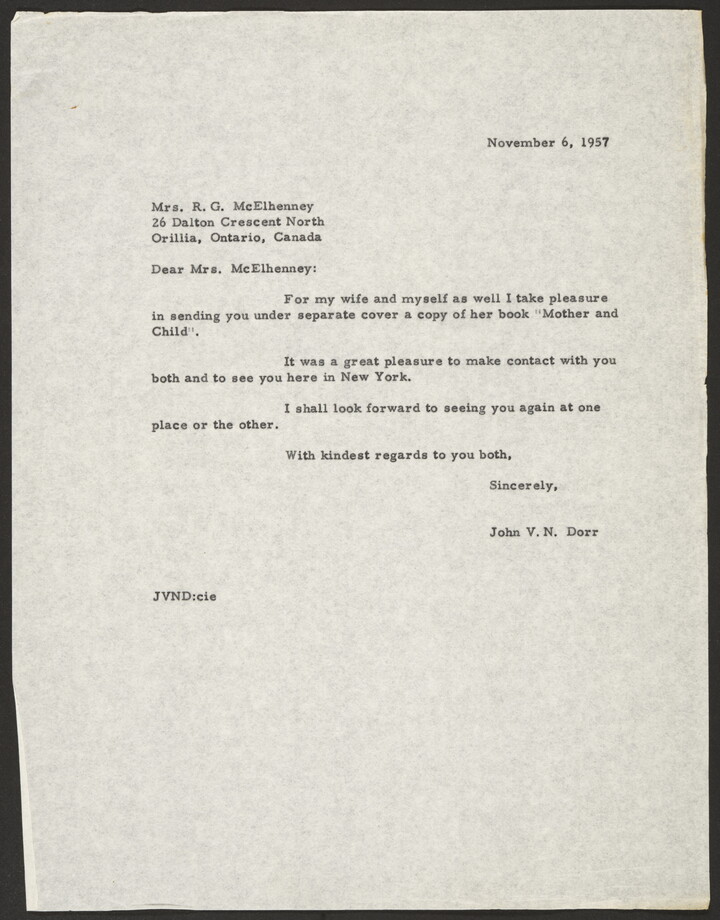 November 6, 1957
Mrs. R. G. McElhenney
26 Dalton Crescent North
Orillia, Ontario, Canada
Dear Mrs. McElhenney:
For my wife and myself as well I take pleasure
in sending you under separate cover a copy of her book "Mother and
Child".
It was a great pleasure to make contact with you
both and to see you here in New York.
I shall look forward to seeing you again at one
place or the other.
With kindest regards to you both,
Sincerely,
John V. N. Dorr
JVND:cie